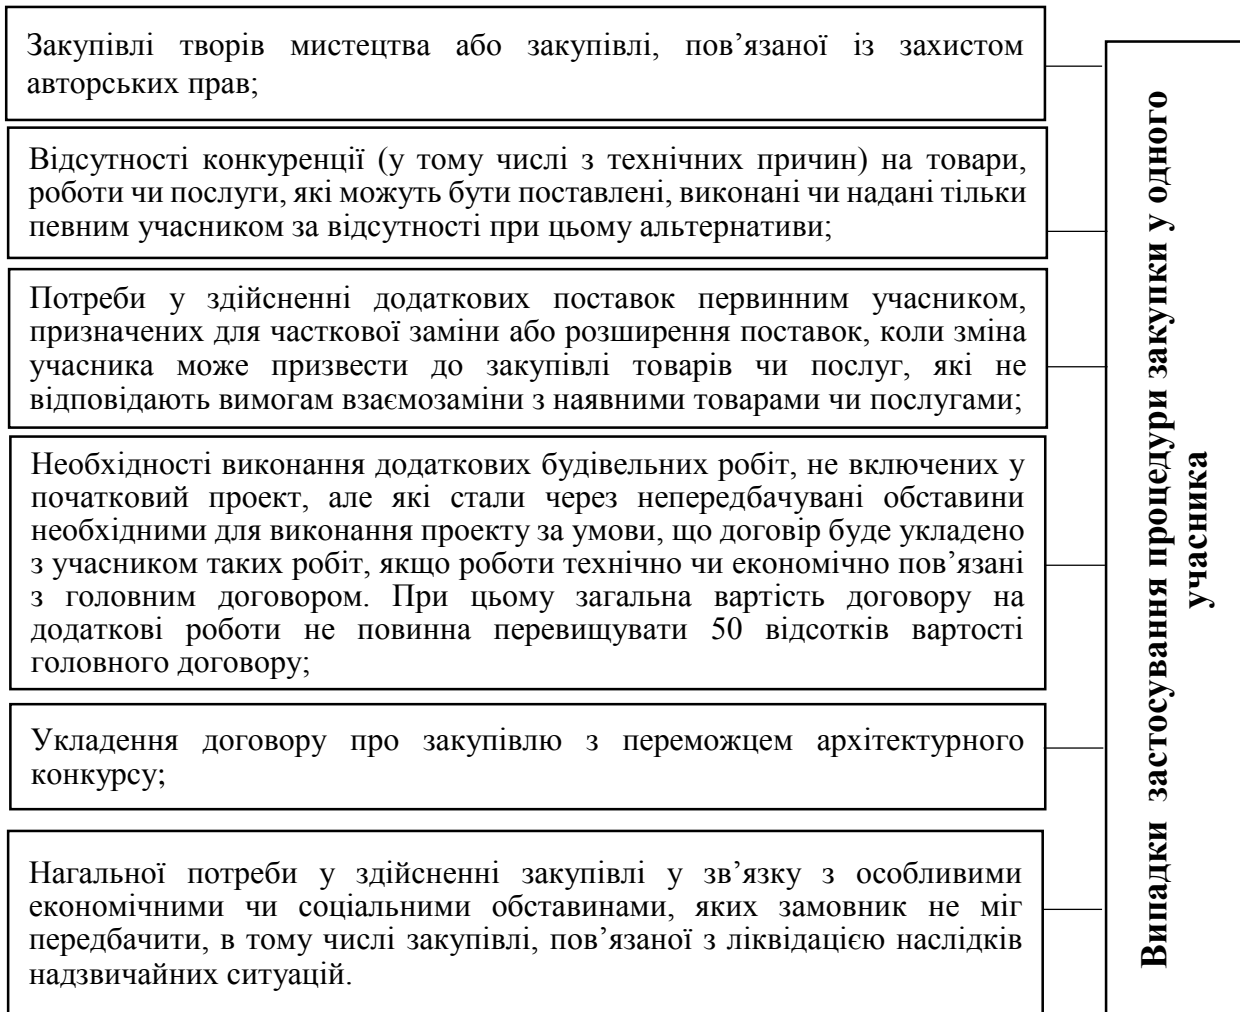 Закупівлі творів мистецтва або закупівлі, пов’язаної із захистом
авторських прав;
Відсутності конкуренції (у тому числі з технічних причин) на товари,
роботи чи послуги, які можуть бути поставлені, виконані чи надані тільки
певним учасником за відсутності при цьому альтернативи;
Потреби у здійсненні додаткових поставок первинним учасником,
призначених для часткової заміни або розширення поставок, коли зміна
учасника може призвести до закупівлі товарів чи послуг, які не
відповідають вимогам взаємозаміни з наявними товарами чи послугами;
Необхідності виконання додаткових будівельних робіт, не включених у
початковий проект, але які стали через непередбачувані обставини
необхідними для виконання проекту за умови, що договір буде укладено
з учасником таких робіт, якщо роботи технічно чи економічно пов’язані
з головним договором. При цьому загальна вартість договору на
додаткові роботи не повинна перевищувати 50 відсотків вартості
головного договору;
Укладення договору про закупівлю з переможцем архітектурного
конкурсу;
Нагальної потреби у здійсненні закупівлі у зв’язку з особливими
економічними чи соціальними обставинами, яких замовник не міг
передбачити, в тому числі закупівлі, пов’язаної з ліквідацією наслідків
надзвичайних ситуацій.
Випадки застосування процедури закупки у одного
учасника